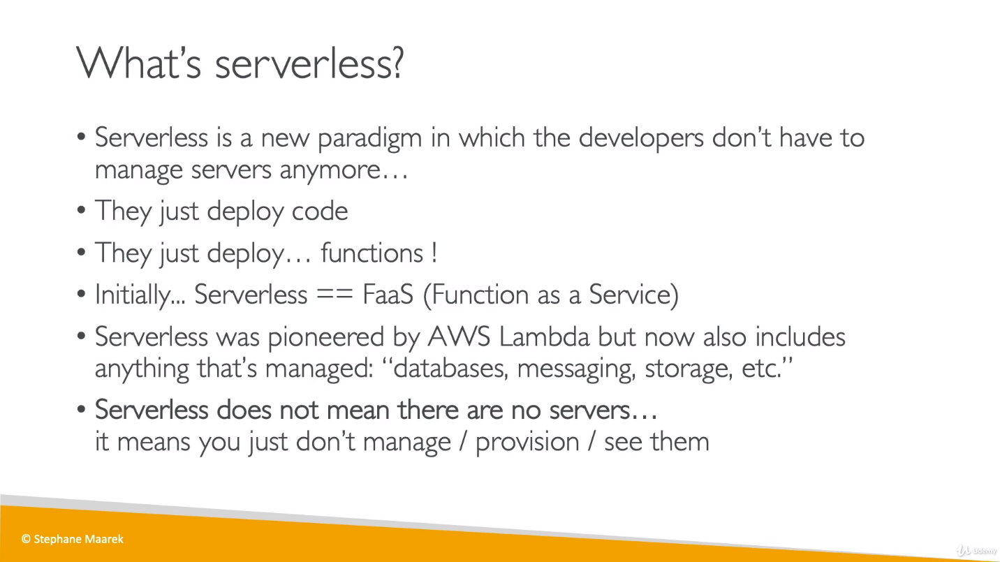 What’s serverless?
• Serverless is a new paradigm in which the developers don’t have to
manage servers anymore…
• They just deploy code
• They just deploy… functions !
• Initially... Serverless == FaaS (Function as a Service)
• Serverless was pioneered by AWS Lambda but now also includes
anything that’s managed: “databases, messaging, storage, etc.”
• Serverless does not mean there are no servers…
it means you just don’t manage / provision / see them
© Stephane Maarek
Udemy